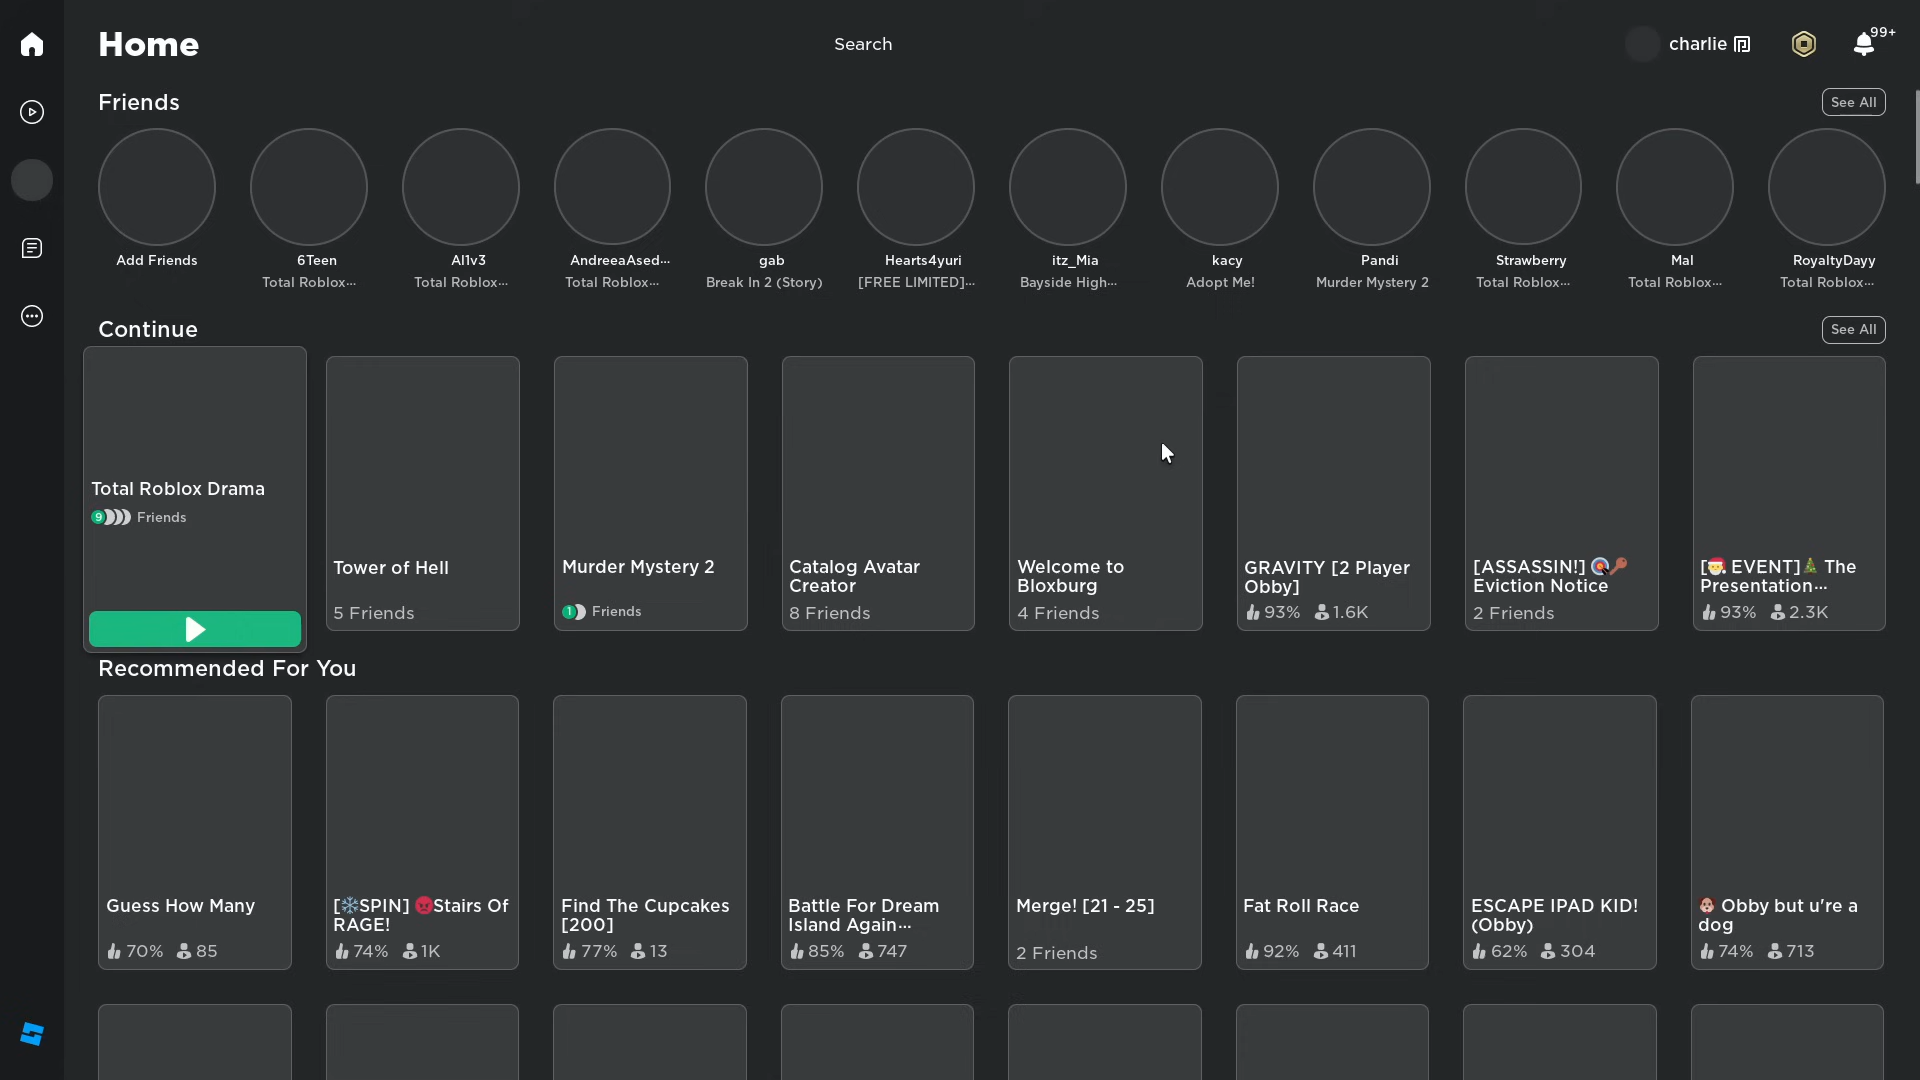 Home
Search
charlie
99+
Friends
See All
Add Friends
6Teen
Al1v3
AndreeaAsed...
gab
Hearts4yuri
itz_Mia
kacy
Pandi
Strawberry
Mal
RoyaltyDayy
Total Roblox...
Total Roblox...
Total Roblox...
Break In 2 (Story)
[FREE LIMITED]...
Bayside High...
Adopt Me!
Murder Mystery 2
Total Roblox...
Total Roblox...
Total Roblox...
Continue
See All
Total Roblox Drama
9 Friends
Tower of Hell
5 Friends
Murder Mystery 2
1 Friends
Catalog Avatar
Creator
8 Friends
Welcome to
Bloxburg
4 Friends
GRAVITY [2 Player
Obby]
93% 1.6K
[ASSASSIN!] 🎯🗝️
Eviction Notice
2 Friends
[🎅 EVENT]🎄 The
Presentation...
93% 2.3K
Recommended For You
Guess How Many
70% 85
[❄️SPIN] 😡Stairs Of
RAGE!
74% 1K
Find The Cupcakes
[200]
77% 13
Battle For Dream
Island Again...
85% 747
Merge! [21 - 25]
2 Friends
Fat Roll Race
92% 411
ESCAPE IPAD KID!
(Obby)
62% 304
🐶 Obby but u're a
dog
74% 713